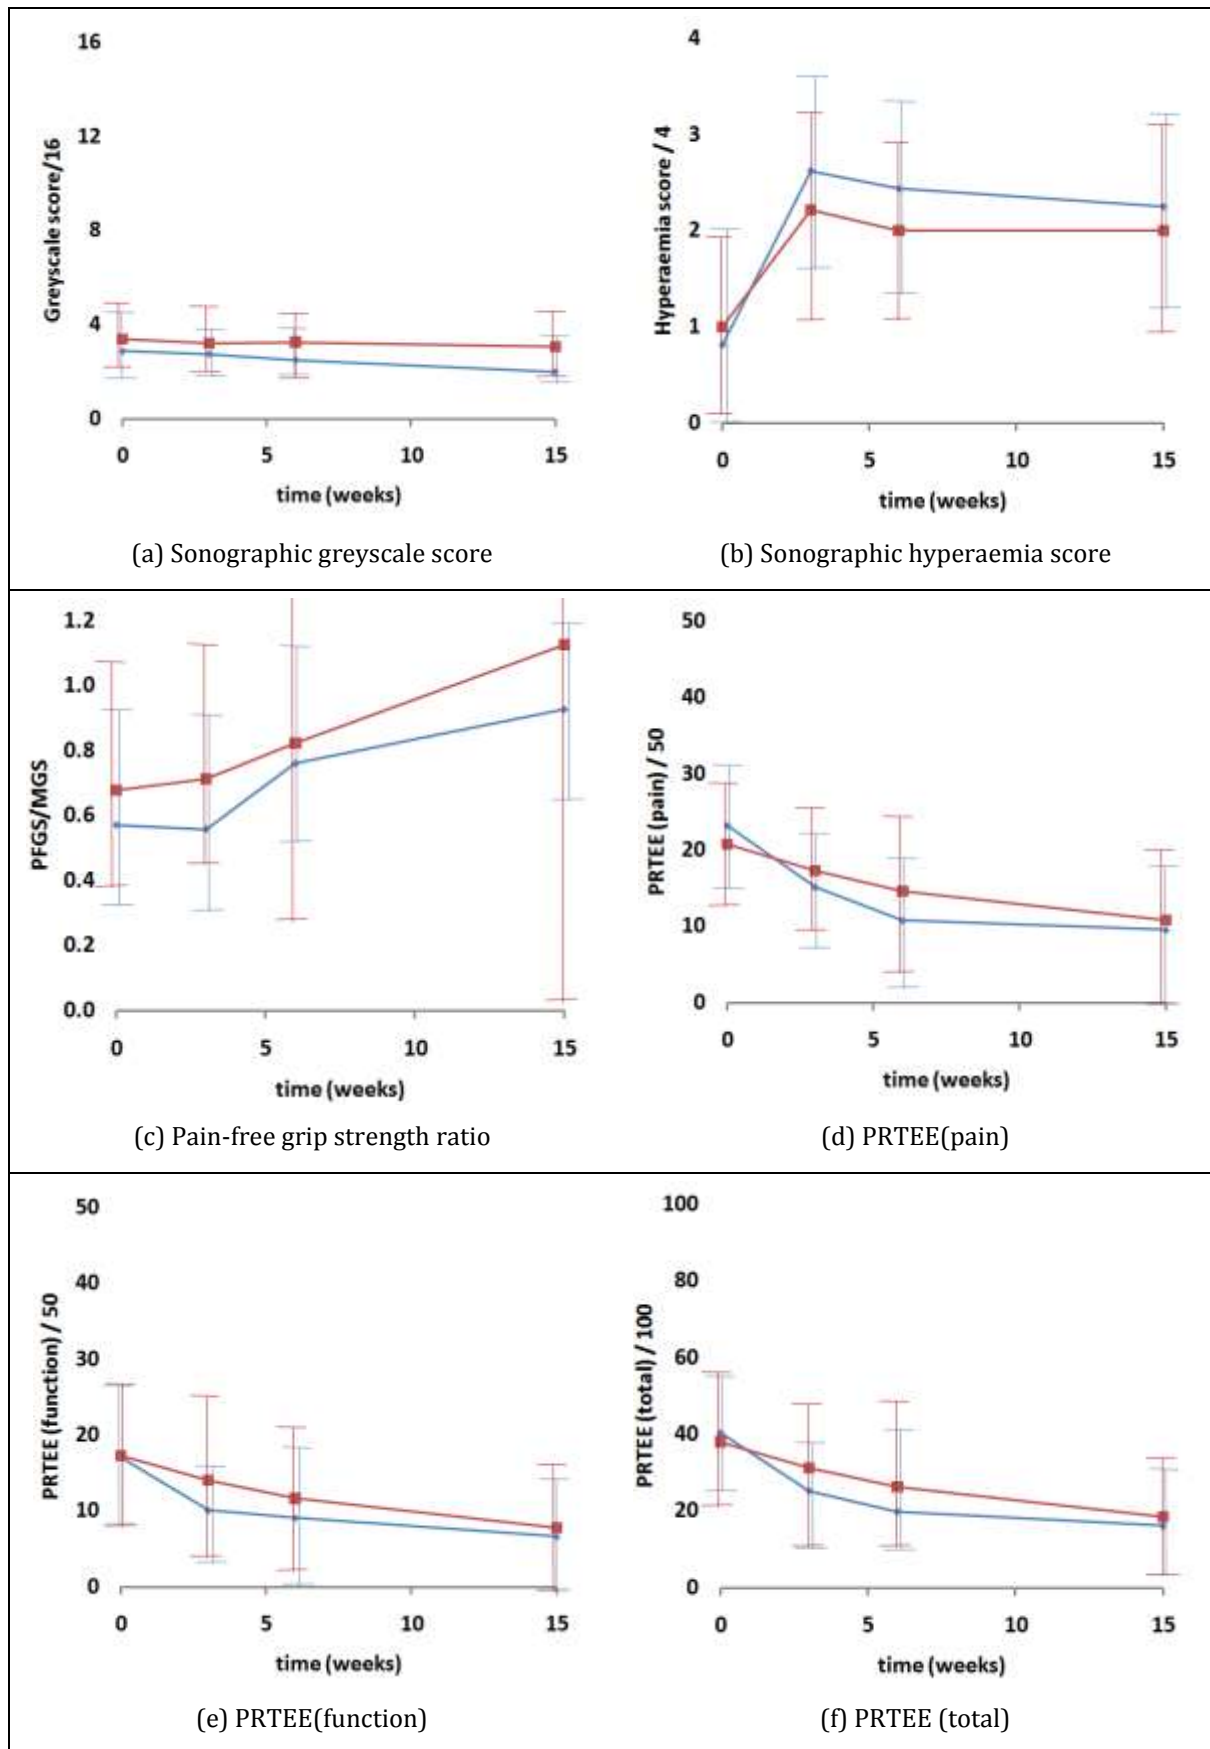 16
12
8
4
0
Greyscale score/16
0 5 10 15
time (weeks)
(a) Sonographic greyscale score
4
3
2
1
0
Hyperaemia score / 4
0 5 10 15
time (weeks)
(b) Sonographic hyperaemia score
1.2
1.0
0.8
0.6
0.4
0.2
0.0
PFGS/MGS
0 5 10 15
time (weeks)
(c) Pain-free grip strength ratio
50
40
30
20
10
0
PRTEE (pain) / 50
0 5 10 15
time (weeks)
(d) PRTEE(pain)
50
40
30
20
10
0
PRTEE (function) / 50
0 5 10 15
time (weeks)
(e) PRTEE(function)
100
80
60
40
20
0
PRTEE (total) / 100
0 5 10 15
time (weeks)
(f) PRTEE (total)